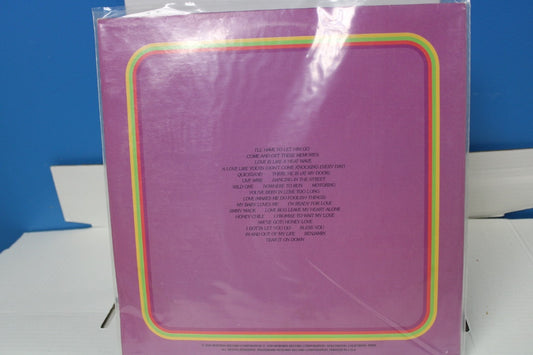 I'LL HAVE TO LET HIM GO
COME AND GET THESE MEMORIES
LOVE IS LIKE A HEAT WAVE
A LOVE LIKE YOURS (DON'T COME KNOCKING EVERY DAY)
QUICKSAND THERE HE IS (AT MY DOOR)
LIVE WIRE DANCING IN THE STREET
WILD ONE NOWHERE TO RUN MOTORING
YOU'VE BEEN IN LOVE TOO LONG
LOVE (MAKES ME DO FOOLISH THINGS)
MY BABY LOVES ME I'M READY FOR LOVE
JIMMY MACK LOVE BUG LEAVE MY HEART ALONE
HONEY CHILE I PROMISE TO WAIT MY LOVE
WE'VE GOT HONEY LOVE
I GOTTA LET YOU GO BLESS YOU
IN AND OUT OF MY LIFE BENJAMIN
TEAR IT ON DOWN